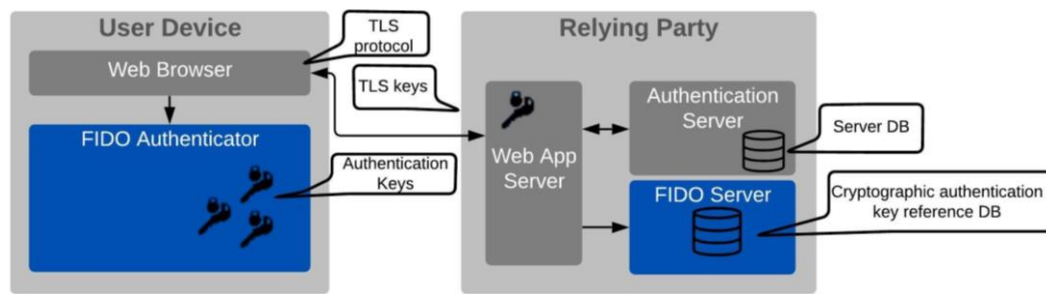 User Device
TLS
protocol
Web Browser
FIDO Authenticator
Authentication
Keys
TLS keys
Relying Party
Web App
Server
Authentication
Server
Server DB
FIDO Server
Cryptographic authentication
key reference DB